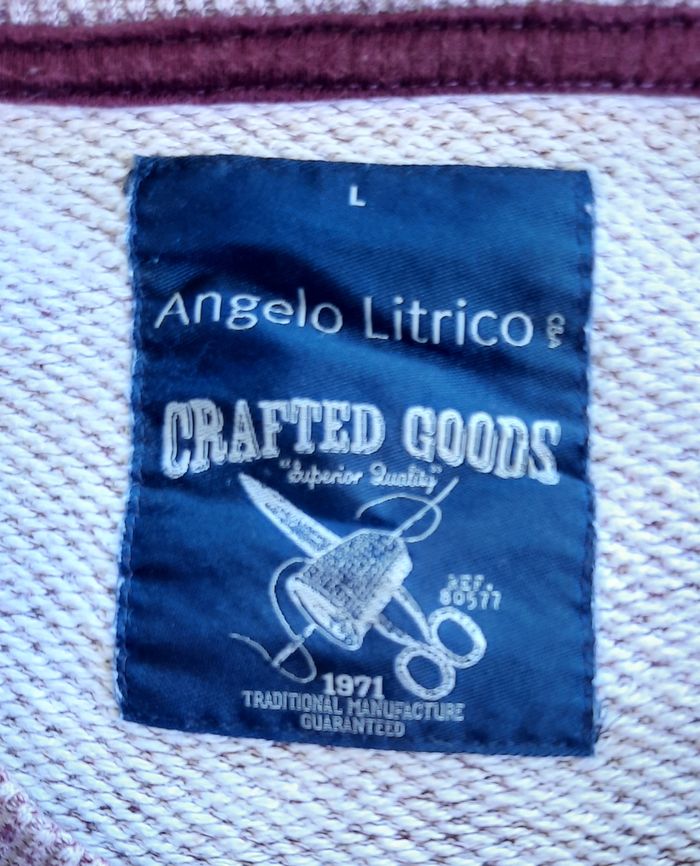 L
Angelo Litrico C&A
CRAFTED GOODS
"Superior Quality"
REF.
80577
1971
TRADITIONAL MANUFACTURE
GUARANTEED